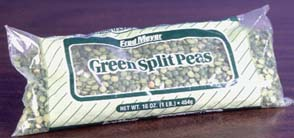 Fred Meyer
Green Split Peas
NET WT. 16 OZ. (1 LB.) • 454g